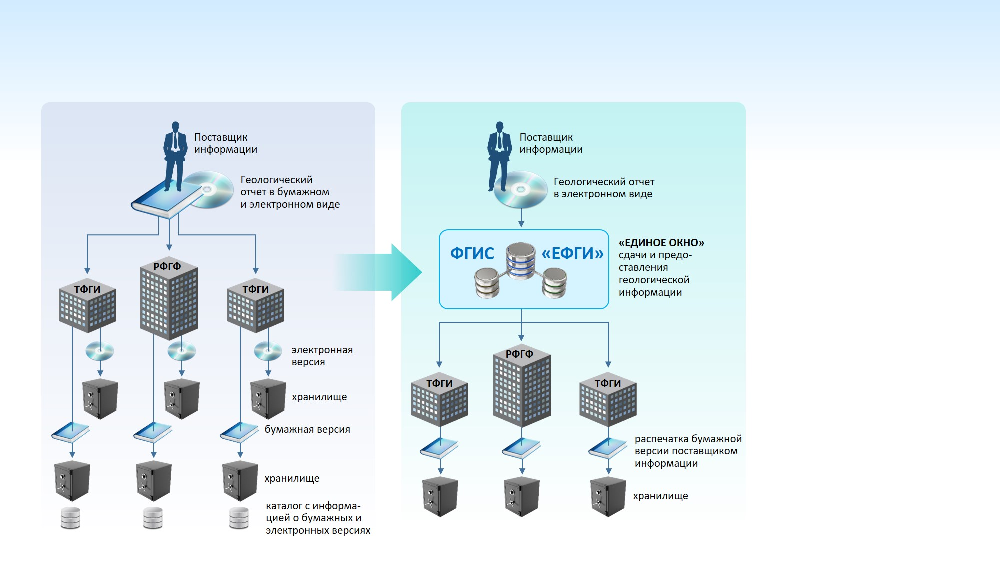 Поставщик
информации
Геологический
отчет в бумажном
и электронном виде
РФГФ
ТФГИ
ТФГИ
электронная
версия
хранилище
бумажная версия
хранилище
каталог с информа-
цией о бумажных и
электронных версиях
Поставщик
информации
Геологический отчет
в электронном виде
ФГИС «ЕФГИ»
«ЕДИНОЕ ОКНО»
сдачи и предо-
ставления
геологической
информации
РФГФ
ТФГИ
ТФГИ
распечатка бумажной
версии поставщиком
информации
хранилище